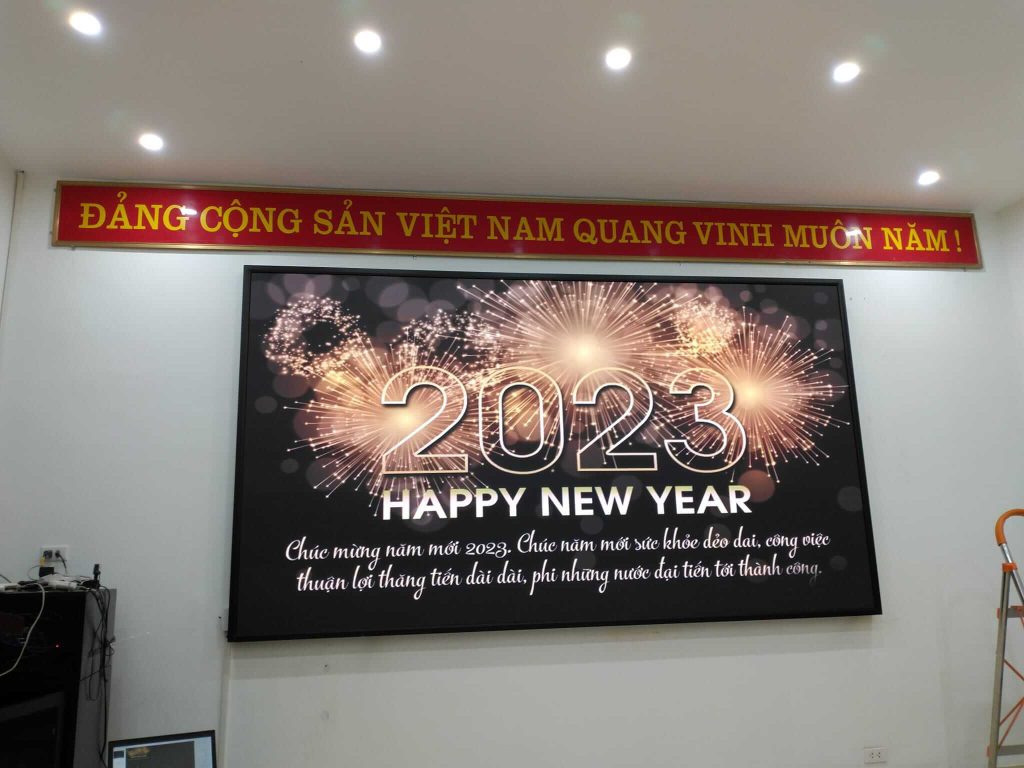 ĐẢNG CỘNG SẢN VIỆT NAM QUANG VINH MUÔN NĂM !
2023
HAPPY NEW YEAR
Chúc mừng năm mới 2023. Chúc năm mới sức khỏe dẻo dai, công việc
thuận lợi thăng tiến dài dài, phi những nước đại tiến tới thành công.